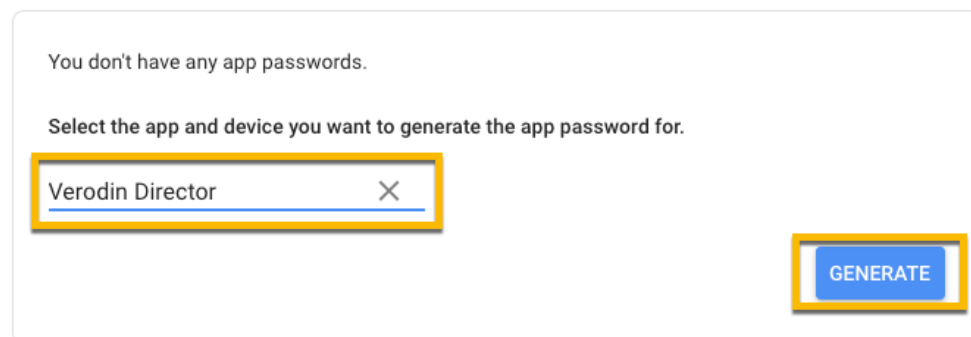 You don't have any app passwords.
Select the app and device you want to generate the app password for.
Verodin Director
GENERATE